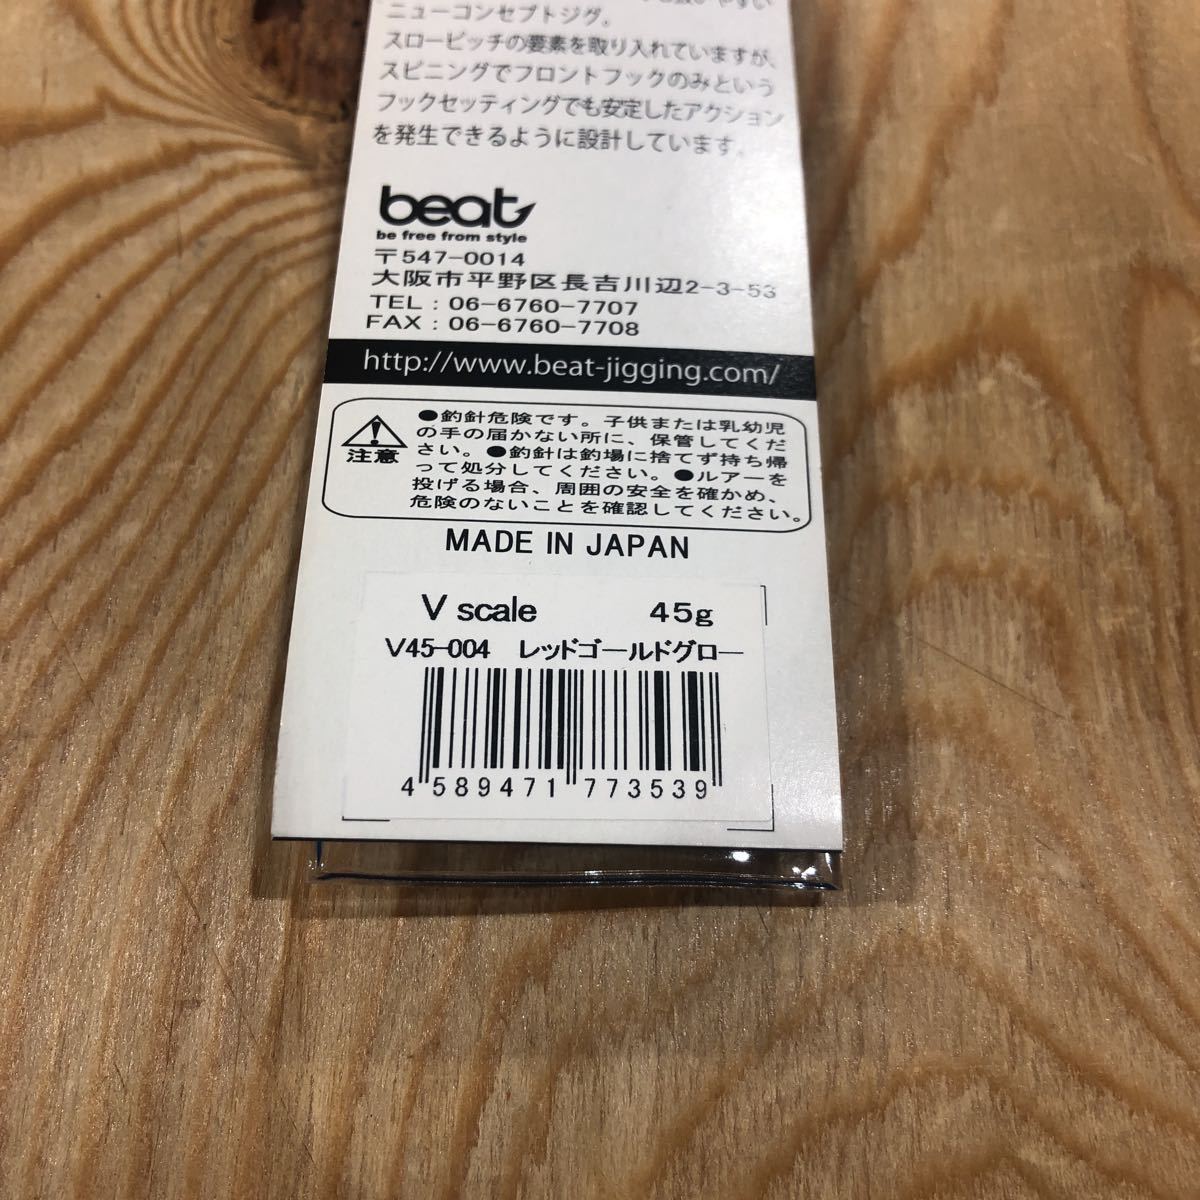 ニューコンセプトジグ。
スローピッチの要素を取り入れていますが、
スピニングでフロントフックのみという
フックセッティングでも安定したアクション
を発生できるように設計しています。
beat
be free from style
〒547-0014
大阪市平野区長吉川辺2-3-53
TEL：06-6760-7707
FAX：06-6760-7708
http://www.beat-jigging.com/
注意
●釣針危険です。子供または乳幼児
の手の届かない所に、保管してくだ
さい。●釣針は釣場に捨てず持ち帰
って処分してください。●ルアーを
投げる場合、周囲の安全を確かめ、
危険のないことを確認してください。
MADE IN JAPAN
V scale 45g
V45-004 レッドゴールドグロー
4 589471 773539